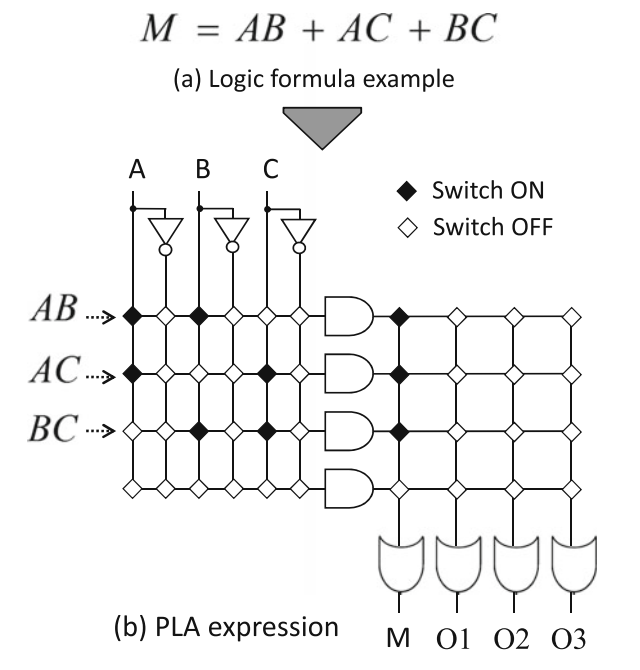 M = AB + AC + BC
(a) Logic formula example
A B C
Switch ON
Switch OFF
AB
AC
BC
(b) PLA expression
M O1 O2 O3